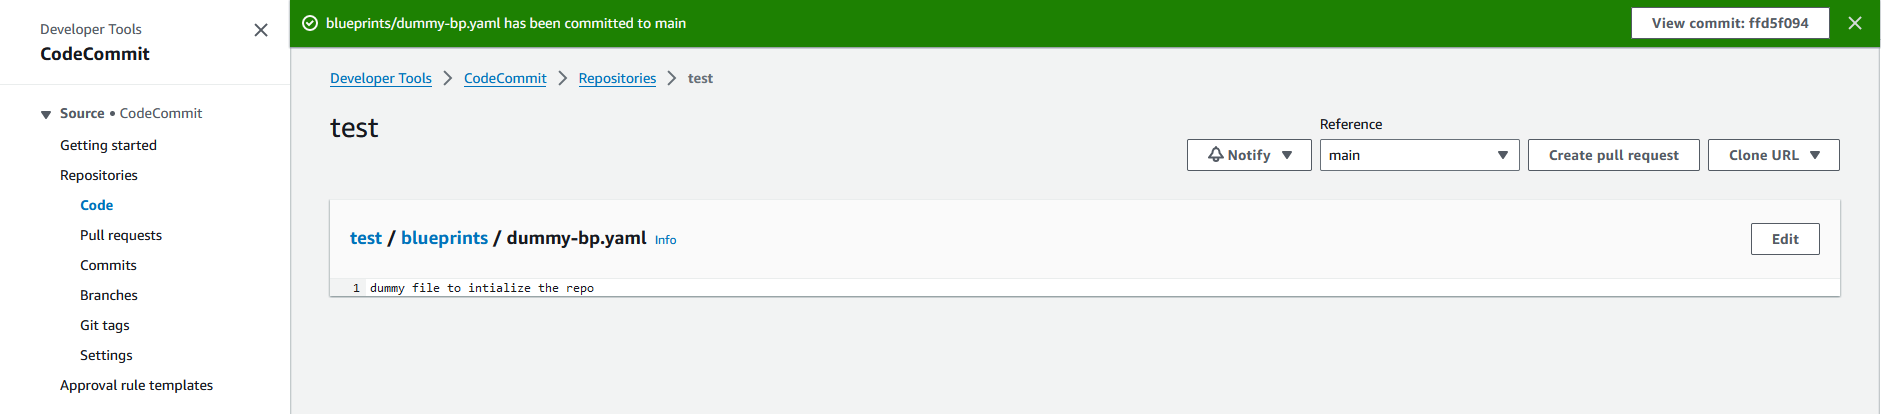 Developer Tools
CodeCommit
Source • CodeCommit
Getting started
Repositories
Code
Pull requests
Commits
Branches
Git tags
Settings
Approval rule templates
blueprints/dummy-bp.yaml has been committed to main
View commit: ffd5f094
Developer Tools > CodeCommit > Repositories > test
test
Reference
Notify
main
Create pull request
Clone URL
test / blueprints / dummy-bp.yaml Info
Edit
1 dummy file to intialize the repo